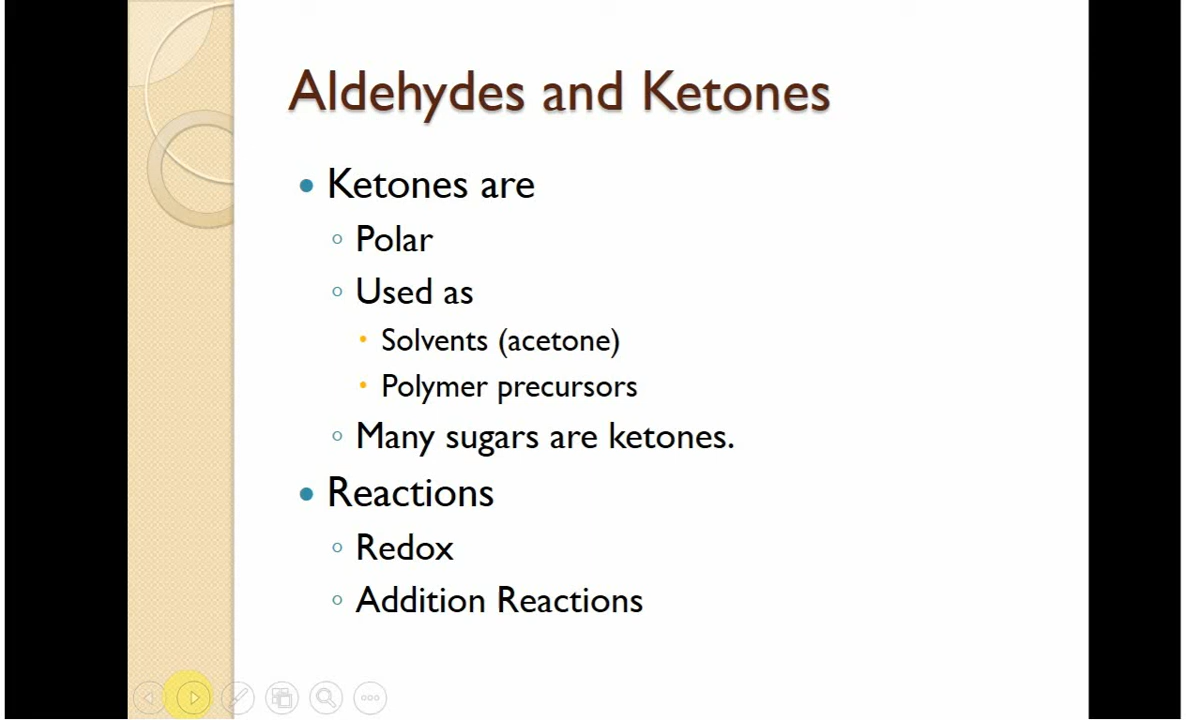 Aldehydes and Ketones
Ketones are
Polar
Used as
Solvents (acetone)
Polymer precursors
Many sugars are ketones.
Reactions
Redox
Addition Reactions